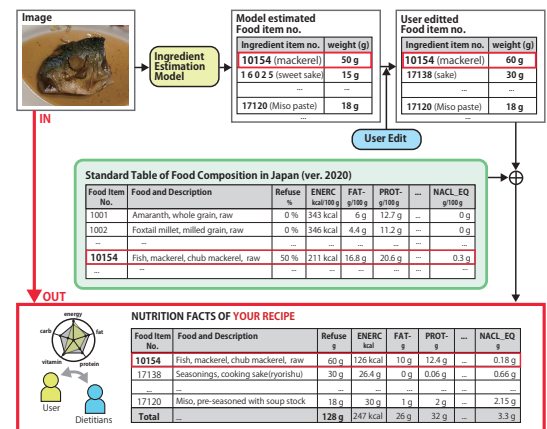 Image
Model estimated
Food item no.
User editted
Food item no.
Ingredient item no. weight (g)
10154 (mackerel) 50 g
16025 (sweet sake) 15 g
... ...
17120 (Miso paste) 18 g
...
Ingredient item no. weight (g)
10154 (mackerel) 60 g
17138 (sake) 30 g
... ...
17120 (Miso paste) 18 g
...
Ingredient
Estimation
Model
IN
User Edit
Standard Table of Food Composition in Japan (ver. 2020)
Food Item No. Food and Description Refuse % ENERC kcal/100 g FAT- g/100 g PROT- g/100 g ... NACL_EQ g/100 g
1001 Amaranth, whole grain, raw 0 % 343 kcal 6 g 12.7 g ... 0 g
1002 Foxtail millet, milled grain, raw 0 % 346 kcal 4.4 g 11.2 g ... 0 g
... ... ... ... ... ... ... ...
10154 Fish, mackerel, chub mackerel, raw 50 % 211 kcal 16.8 g 20.6 g ... 0.3 g
... ... ... ... ... ... ...
OUT
energy
carb
fat
vitamin
protein
User
Dietitians
NUTRITION FACTS OF YOUR RECIPE
Food Item No. Food and Description Refuse g ENERC kcal FAT- g PROT- g ... NACL_EQ g
10154 Fish, mackerel, chub mackerel, raw 60 g 126 kcal 10 g 12.4 g ... 0.18 g
17138 Seasonings, cooking sake(ryorishu) 30 g 26.4 g 0 g 0.06 g ... 0.66 g
... ... ... ... ... ... ... ...
17120 Miso, pre-seasoned with soup stock 18 g 30 g 1 g 2 g ... 2.15 g
Total ... 128 g 247 kcal 26 g 32 g ... 3.3 g